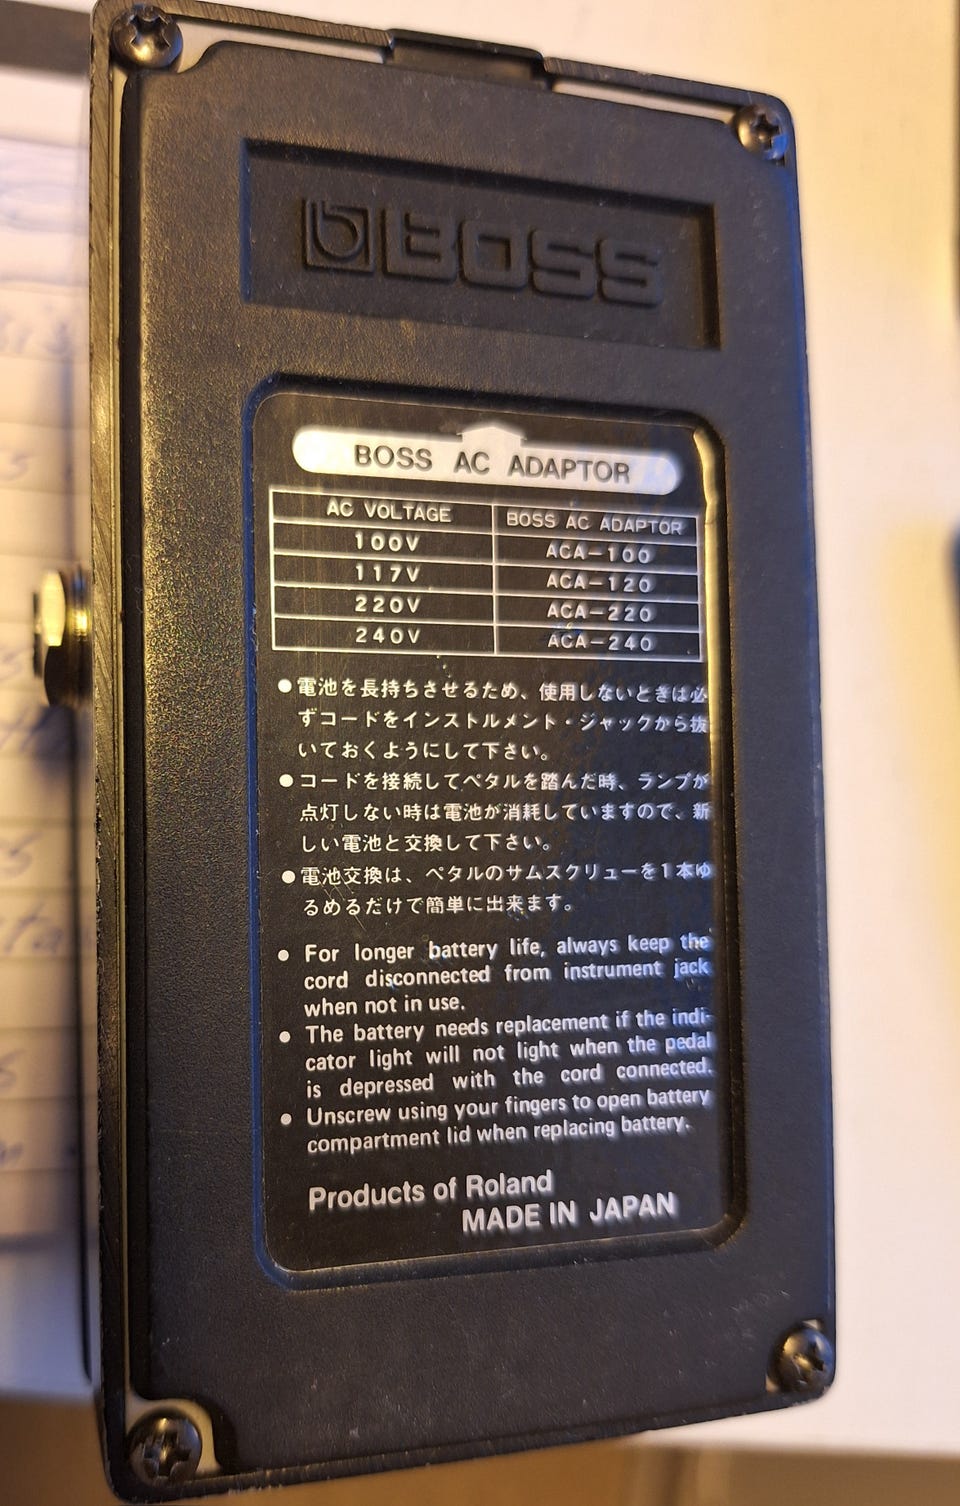 BOSS
BOSS AC ADAPTOR
AC VOLTAGE BOSS AC ADAPTOR
100V ACA-100
117V ACA-120
220V ACA-220
240V ACA-240
●電池を長持ちさせるため、使用しないときは必
ずコードをインストルメント・ジャックから抜
いておくようにして下さい。
●コードを接続してペタルを踏んだ時、ランプが
点灯しない時は電池が消耗していますので、新
しい電池と交換して下さい。
●電池交換は、ペタルのサムスクリューを1本ゆ
るめるだけで簡単に出来ます。
● For longer battery life, always keep the
cord disconnected from instrument jack
when not in use.
● The battery needs replacement if the indi-
cator light will not light when the pedal
is depressed with the cord connected.
● Unscrew using your fingers to open battery
compartment lid when replacing battery.
Products of Roland
MADE IN JAPAN